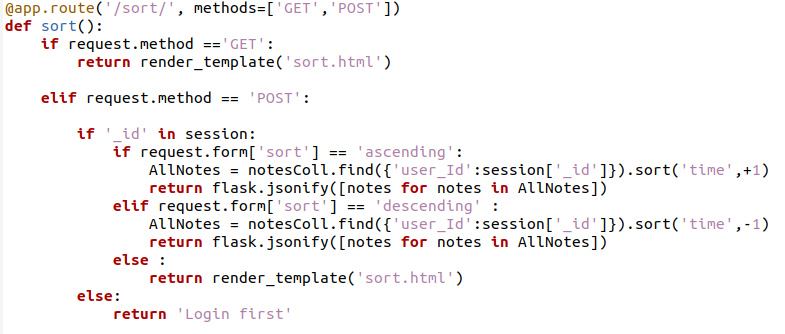 @app.route('/sort/', methods=['GET','POST'])
def sort():
    if request.method =='GET':
        return render_template('sort.html')
    elif request.method == 'POST':
        if '_id' in session:
            if request.form['sort'] == 'ascending':
                AllNotes = notesColl.find({'user_Id':session['_id']}).sort('time',+1)
                return flask.jsonify([notes for notes in AllNotes])
            elif request.form['sort'] == 'descending' :
                AllNotes = notesColl.find({'user_Id':session['_id']}).sort('time',-1)
                return flask.jsonify([notes for notes in AllNotes])
            else :
                return render_template('sort.html')
        else:
            return 'Login first'